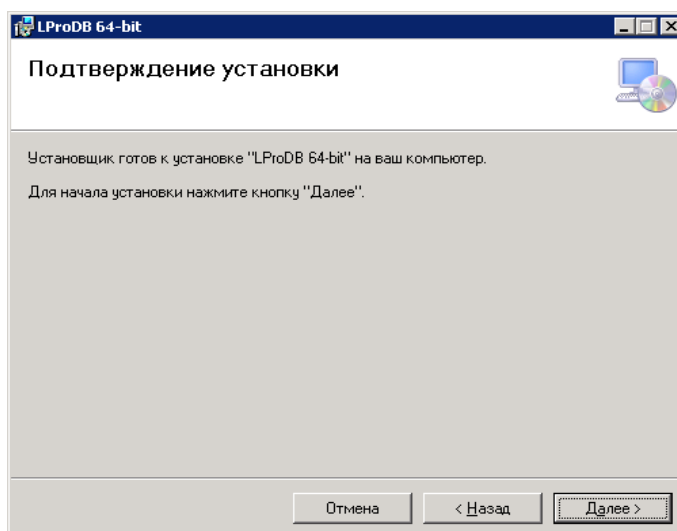 LProDB 64-bit
Подтверждение установки
Установщик готов к установке "LProDB 64-bit" на ваш компьютер.
Для начала установки нажмите кнопку "Далее".
Отмена
< Назад
Далее >